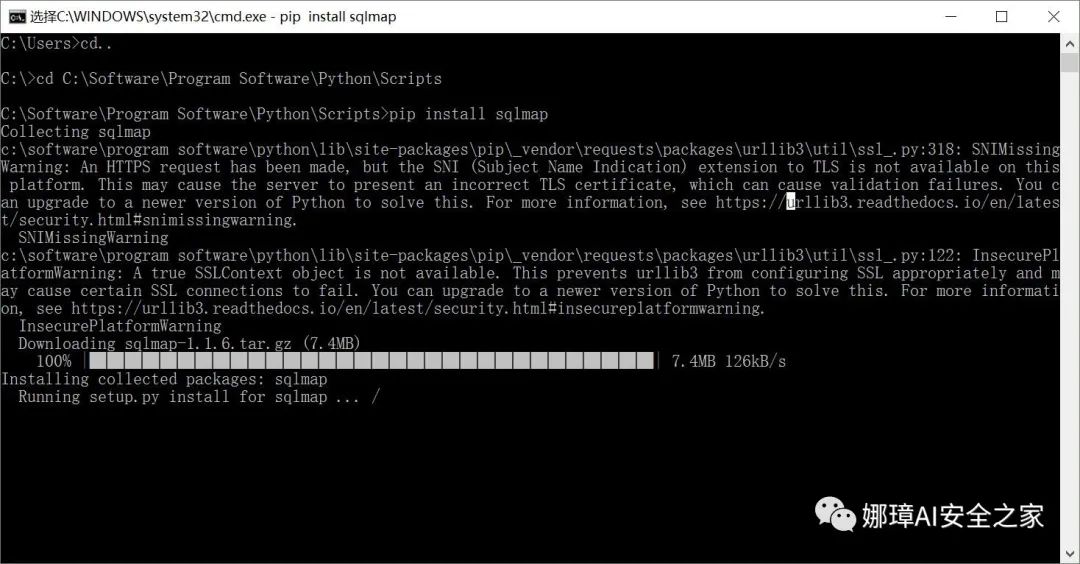 选择C:\WINDOWS\system32\cmd.exe - pip  install sqlmap
C:\Users>cd..
C:\>cd C:\Software\Program Software\Python\Scripts
C:\Software\Program Software\Python\Scripts>pip install sqlmap
Collecting sqlmap
c:\software\program software\python\lib\site-packages\pip\_vendor\requests\packages\urllib3\util\ssl_.py:318: SNIMissing
Warning: An HTTPS request has been made, but the SNI (Subject Name Indication) extension to TLS is not available on this
 platform. This may cause the server to present an incorrect TLS certificate, which can cause validation failures. You c
an upgrade to a newer version of Python to solve this. For more information, see https://urllib3.readthedocs.io/en/lates
t/security.html#snimissingwarning.
  SNIMissingWarning
c:\software\program software\python\lib\site-packages\pip\_vendor\requests\packages\urllib3\util\ssl_.py:122: InsecurePl
atformWarning: A true SSLContext object is not available. This prevents urllib3 from configuring SSL appropriately and m
ay cause certain SSL connections to fail. You can upgrade to a newer version of Python to solve this. For more informati
on, see https://urllib3.readthedocs.io/en/latest/security.html#insecureplatformwarning.
  InsecurePlatformWarning
  Downloading sqlmap-1.1.6.tar.gz (7.4MB)
    100% |████████████████████████████████| 7.4MB 126kB/s
Installing collected packages: sqlmap
  Running setup.py install for sqlmap ... /
娜璋AI安全之家